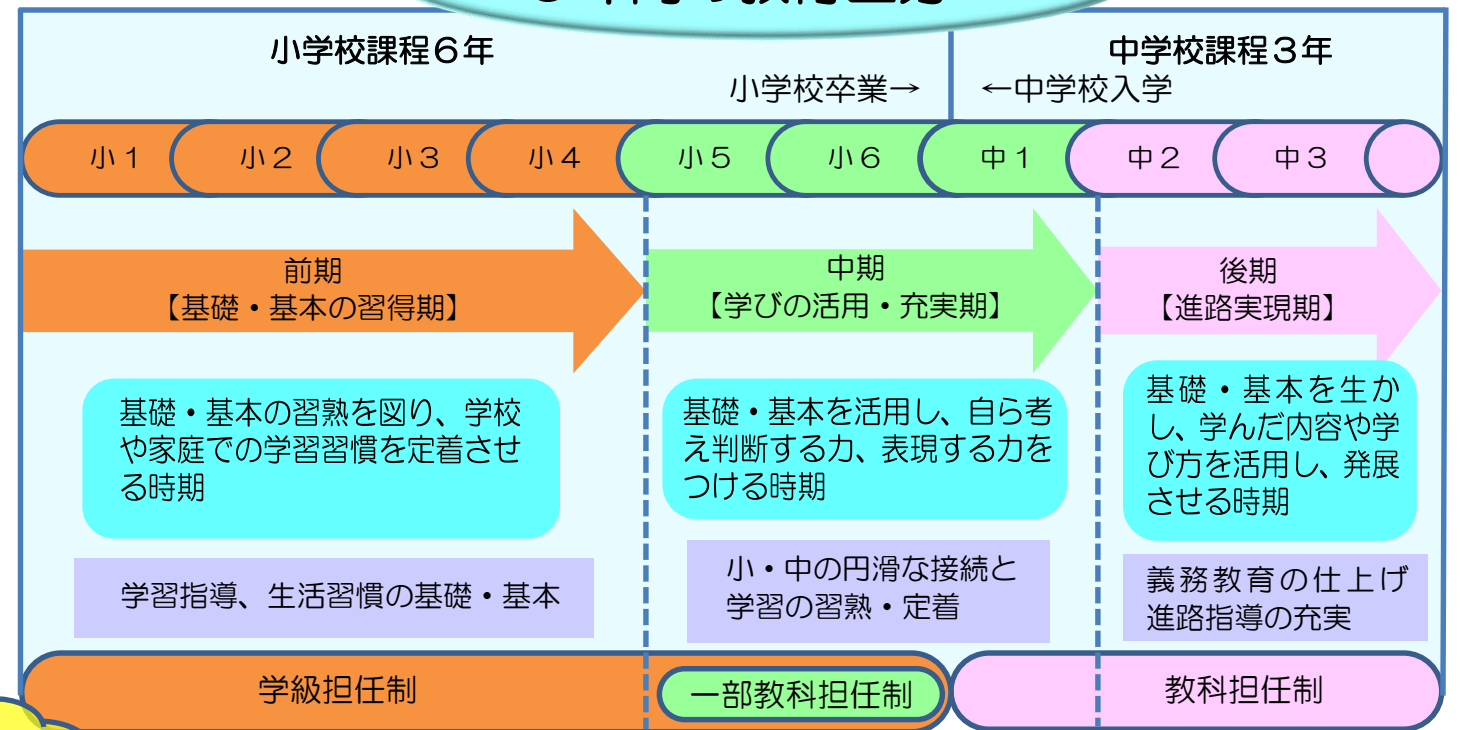 小学校課程６年
中学校課程３年
小学校卒業→
←中学校入学
小１
小２
小３
小４
小５
小６
中１
中２
中３
前期
【基礎・基本の習得期】
中期
【学びの活用・充実期】
後期
【進路実現期】
基礎・基本の習熟を図り、学校
や家庭での学習習慣を定着させ
る時期
基礎・基本を活用し、自ら考
え判断する力、表現する力を
つける時期
基礎・基本を生か
し、学んだ内容や学
び方を活用し、発展
させる時期
学習指導、生活習慣の基礎・基本
小・中の円滑な接続と
学習の習熟・定着
義務教育の仕上げ
進路指導の充実
学級担任制
一部教科担任制
教科担任制